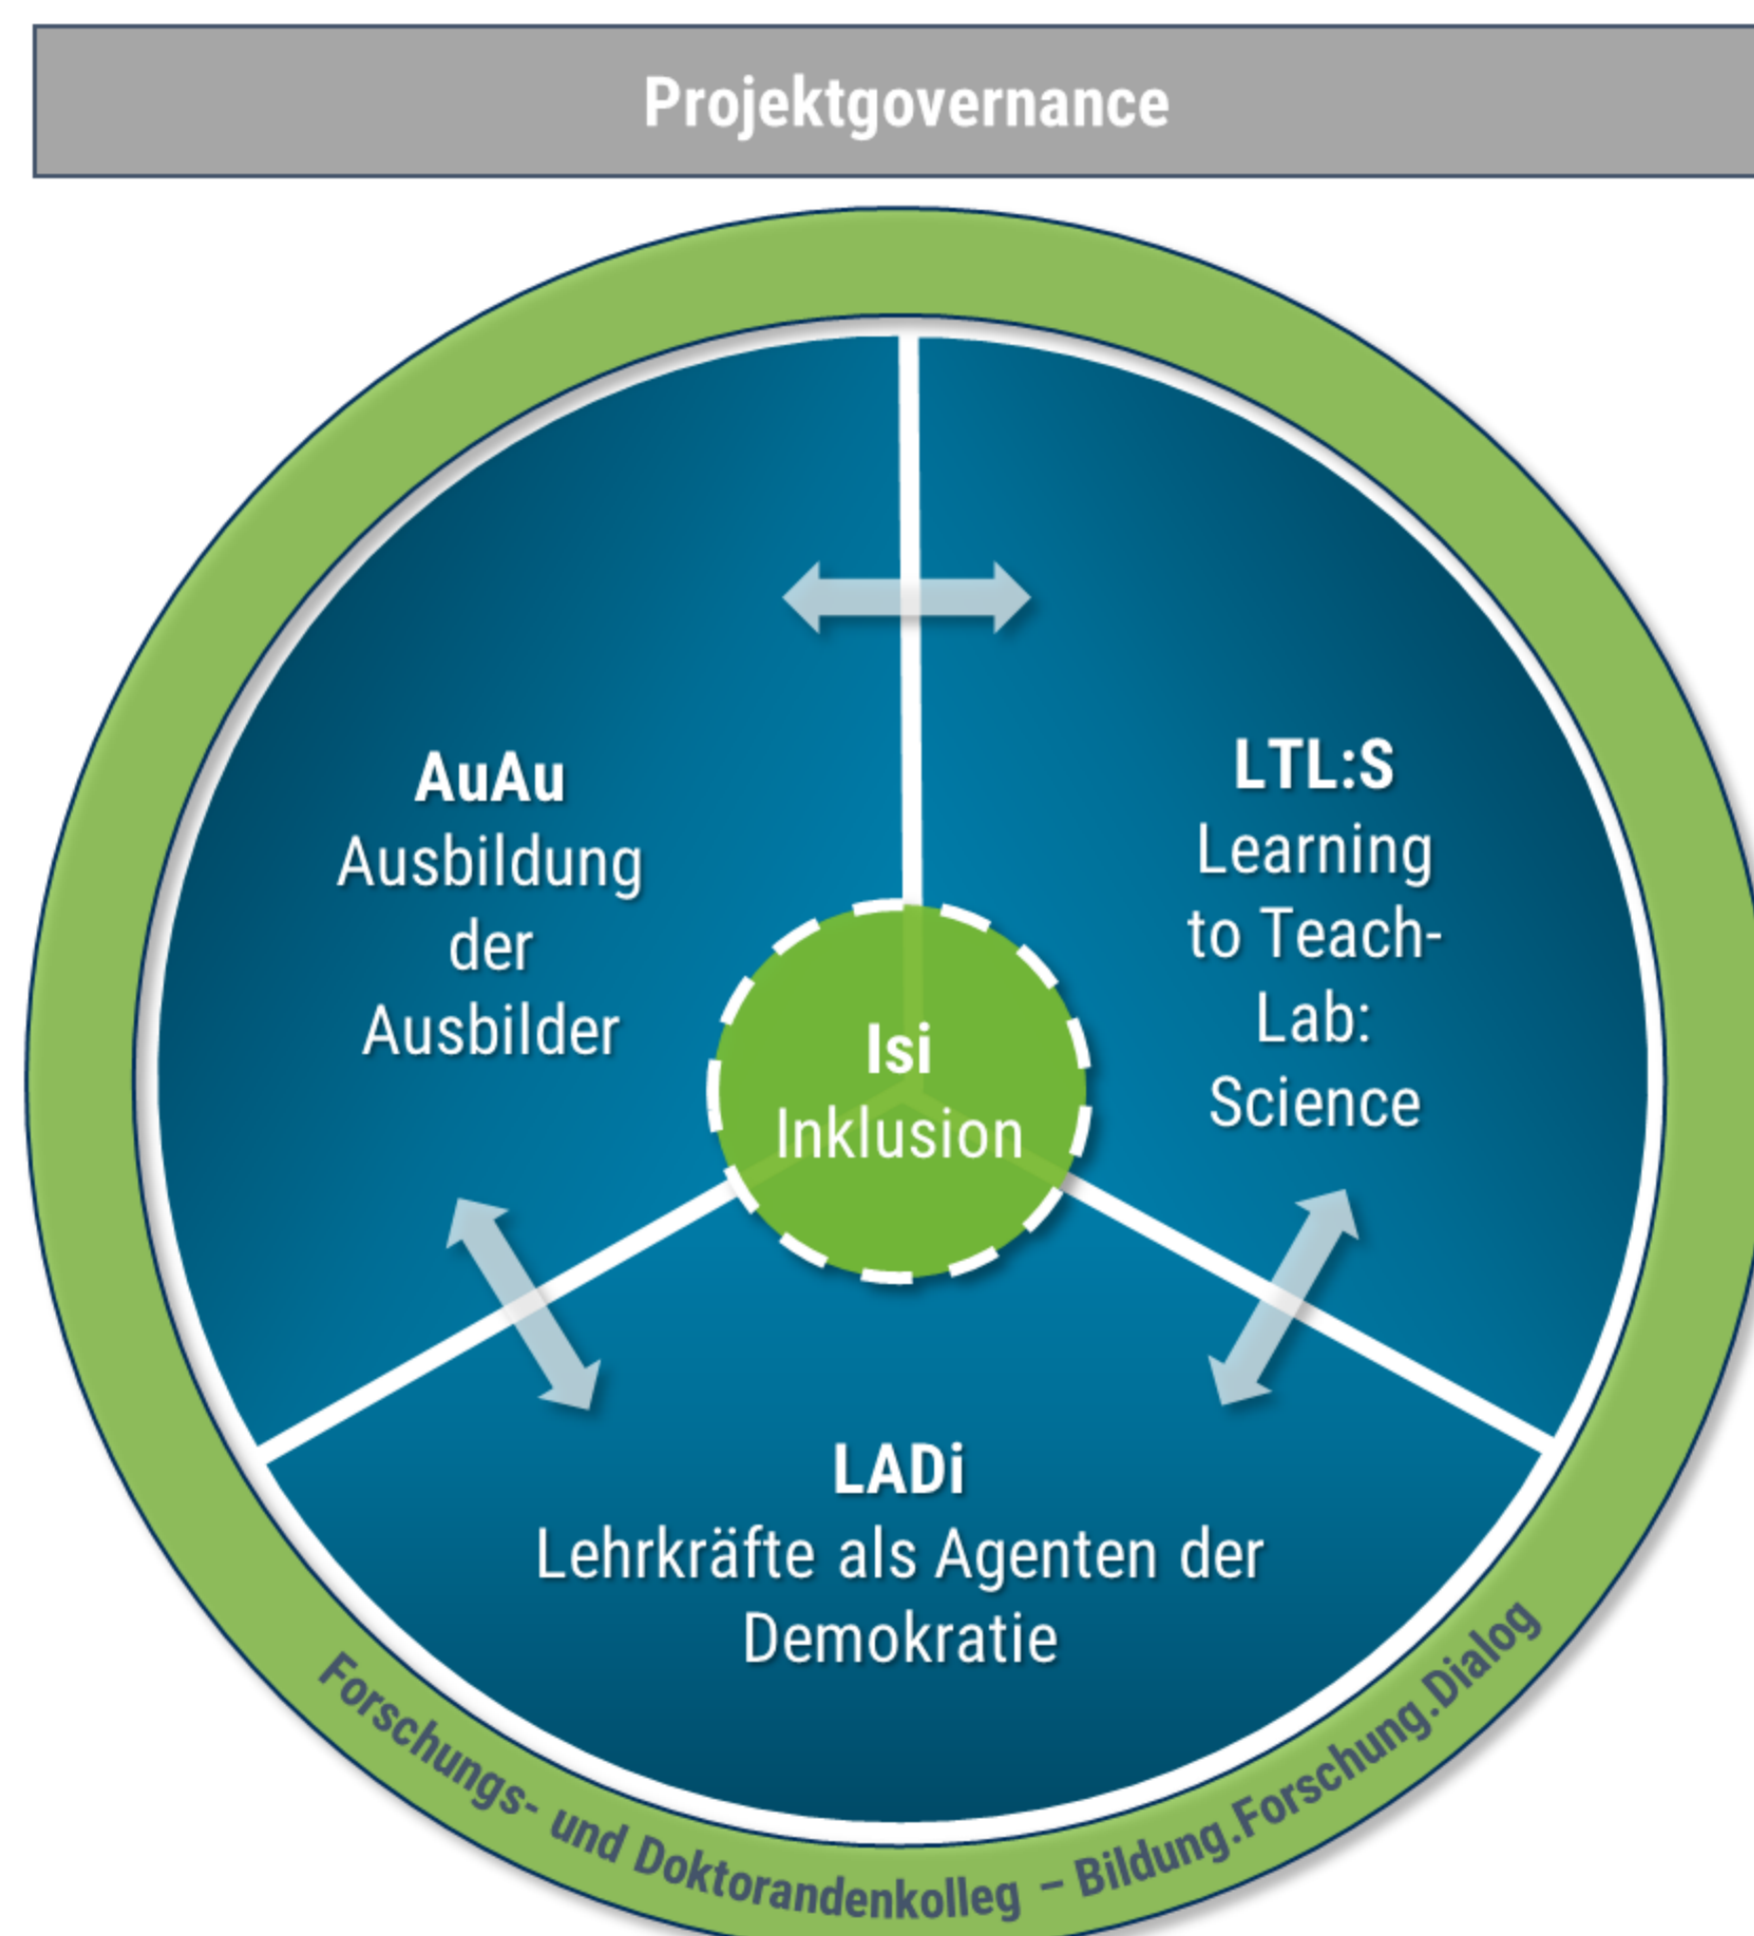 Projektgovernance
AuAu
Ausbildung
der
Ausbilder
LTL:S
Learning
to Teach-
Lab:
Science
Isi
Inklusion
LADi
Lehrkräfte als Agenten der
Demokratie
Forschungs- und Doktorandenkolleg – Bildung.Forschung.Dialog